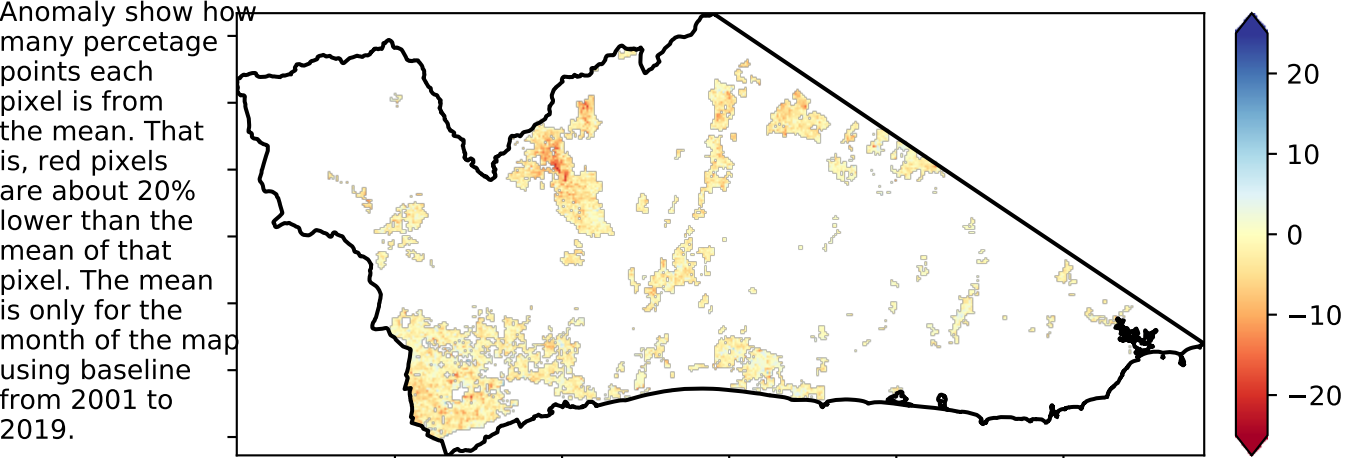 Anomaly show how
many percetage
points each
pixel is from
the mean. That
is, red pixels
are about 20%
lower than the
mean of that
pixel. The mean
is only for the
month of the map
using baseline
from 2001 to
2019.
20
10
0
−10
−20